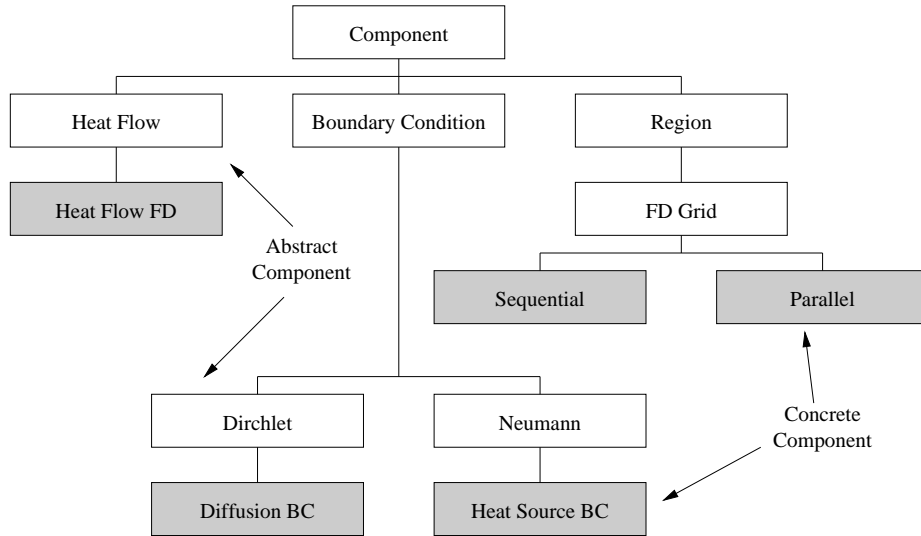 Component
Heat Flow
Boundary Condition
Region
Heat Flow FD
FD Grid
Abstract
Component
Sequential
Parallel
Dirchlet
Neumann
Concrete
Component
Diffusion BC
Heat Source BC